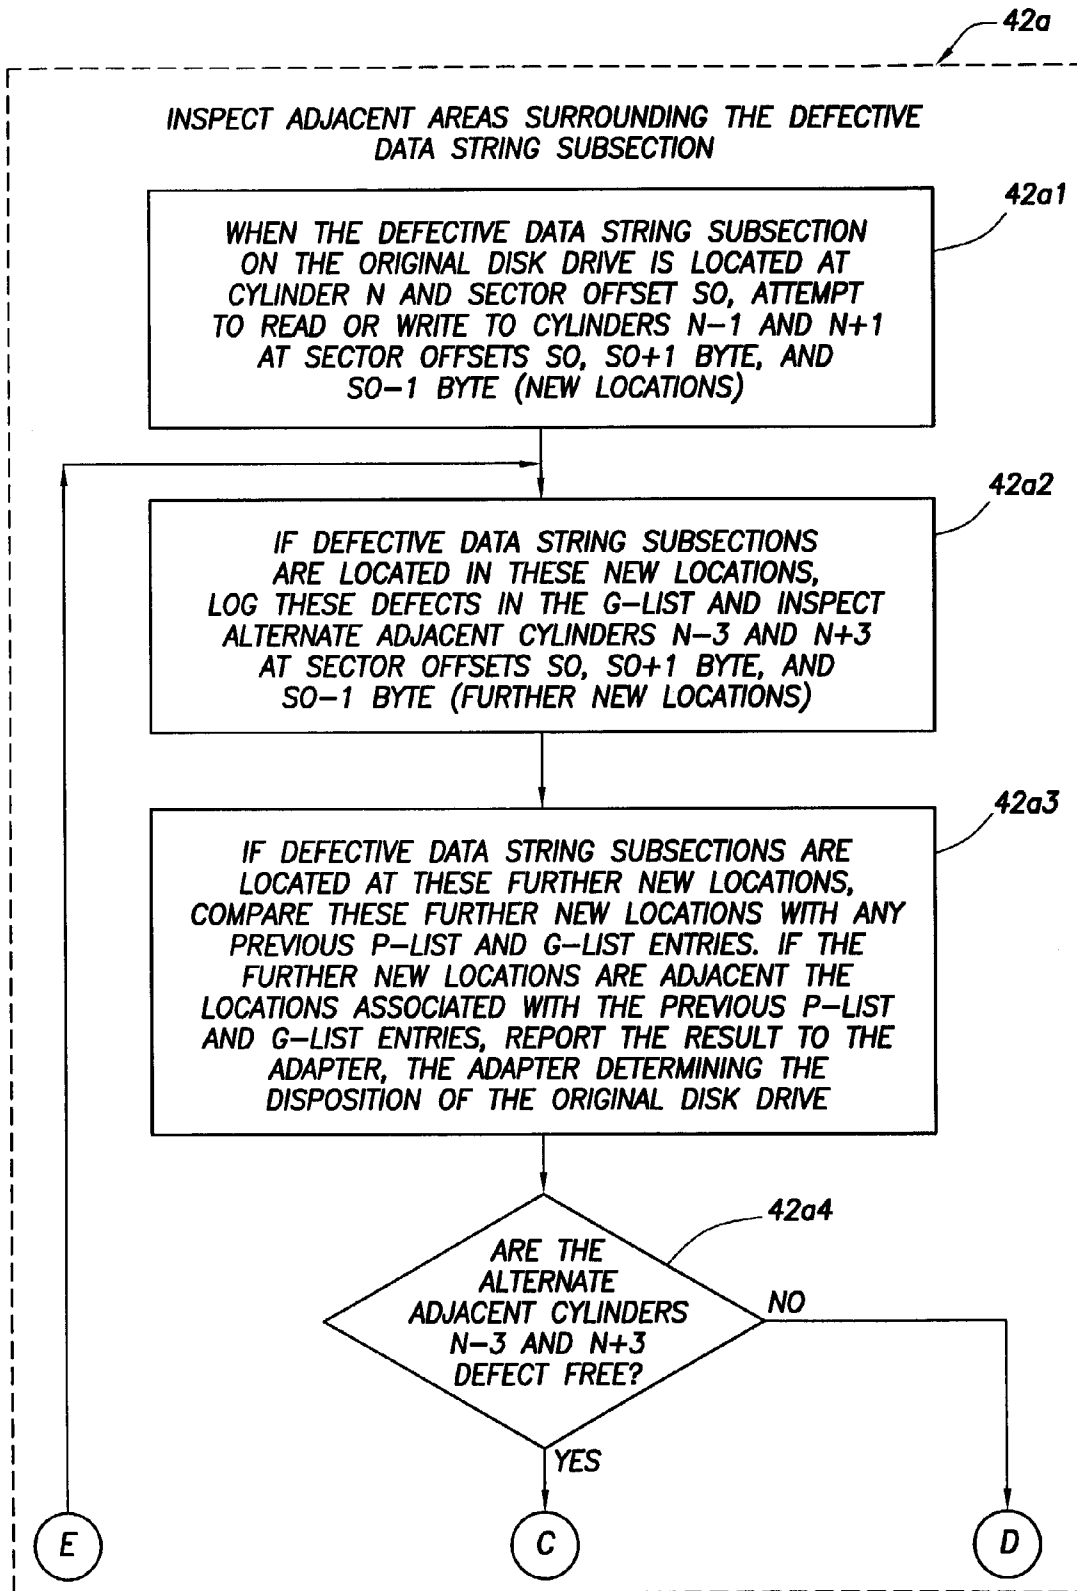 42a
INSPECT ADJACENT AREAS SURROUNDING THE DEFECTIVE
DATA STRING SUBSECTION
42a1
WHEN THE DEFECTIVE DATA STRING SUBSECTION
ON THE ORIGINAL DISK DRIVE IS LOCATED AT
CYLINDER N AND SECTOR OFFSET SO, ATTEMPT
TO READ OR WRITE TO CYLINDERS N-1 AND N+1
AT SECTOR OFFSETS SO, SO+1 BYTE, AND
SO-1 BYTE (NEW LOCATIONS)
42a2
IF DEFECTIVE DATA STRING SUBSECTIONS
ARE LOCATED IN THESE NEW LOCATIONS,
LOG THESE DEFECTS IN THE G-LIST AND INSPECT
ALTERNATE ADJACENT CYLINDERS N-3 AND N+3
AT SECTOR OFFSETS SO, SO+1 BYTE, AND
SO-1 BYTE (FURTHER NEW LOCATIONS)
42a3
IF DEFECTIVE DATA STRING SUBSECTIONS ARE
LOCATED AT THESE FURTHER NEW LOCATIONS,
COMPARE THESE FURTHER NEW LOCATIONS WITH ANY
PREVIOUS P-LIST AND G-LIST ENTRIES. IF THE
FURTHER NEW LOCATIONS ARE ADJACENT THE
LOCATIONS ASSOCIATED WITH THE PREVIOUS P-LIST
AND G-LIST ENTRIES, REPORT THE RESULT TO THE
ADAPTER, THE ADAPTER DETERMINING THE
DISPOSITION OF THE ORIGINAL DISK DRIVE
42a4
ARE THE
ALTERNATE
ADJACENT CYLINDERS
N-3 AND N+3
DEFECT FREE?
NO
YES
E
C
D